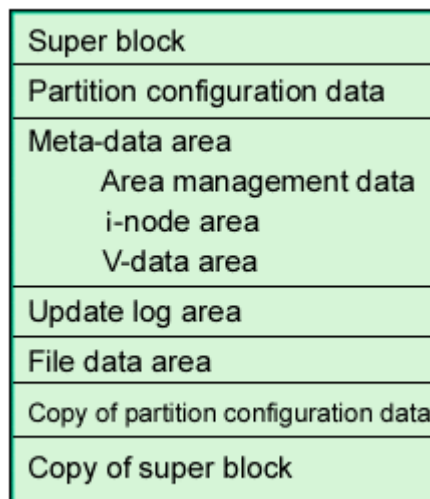 Super block
Partition configuration data
Meta-data area
Area management data
i-node area
V-data area
Update log area
File data area
Copy of partition configuration data
Copy of super block